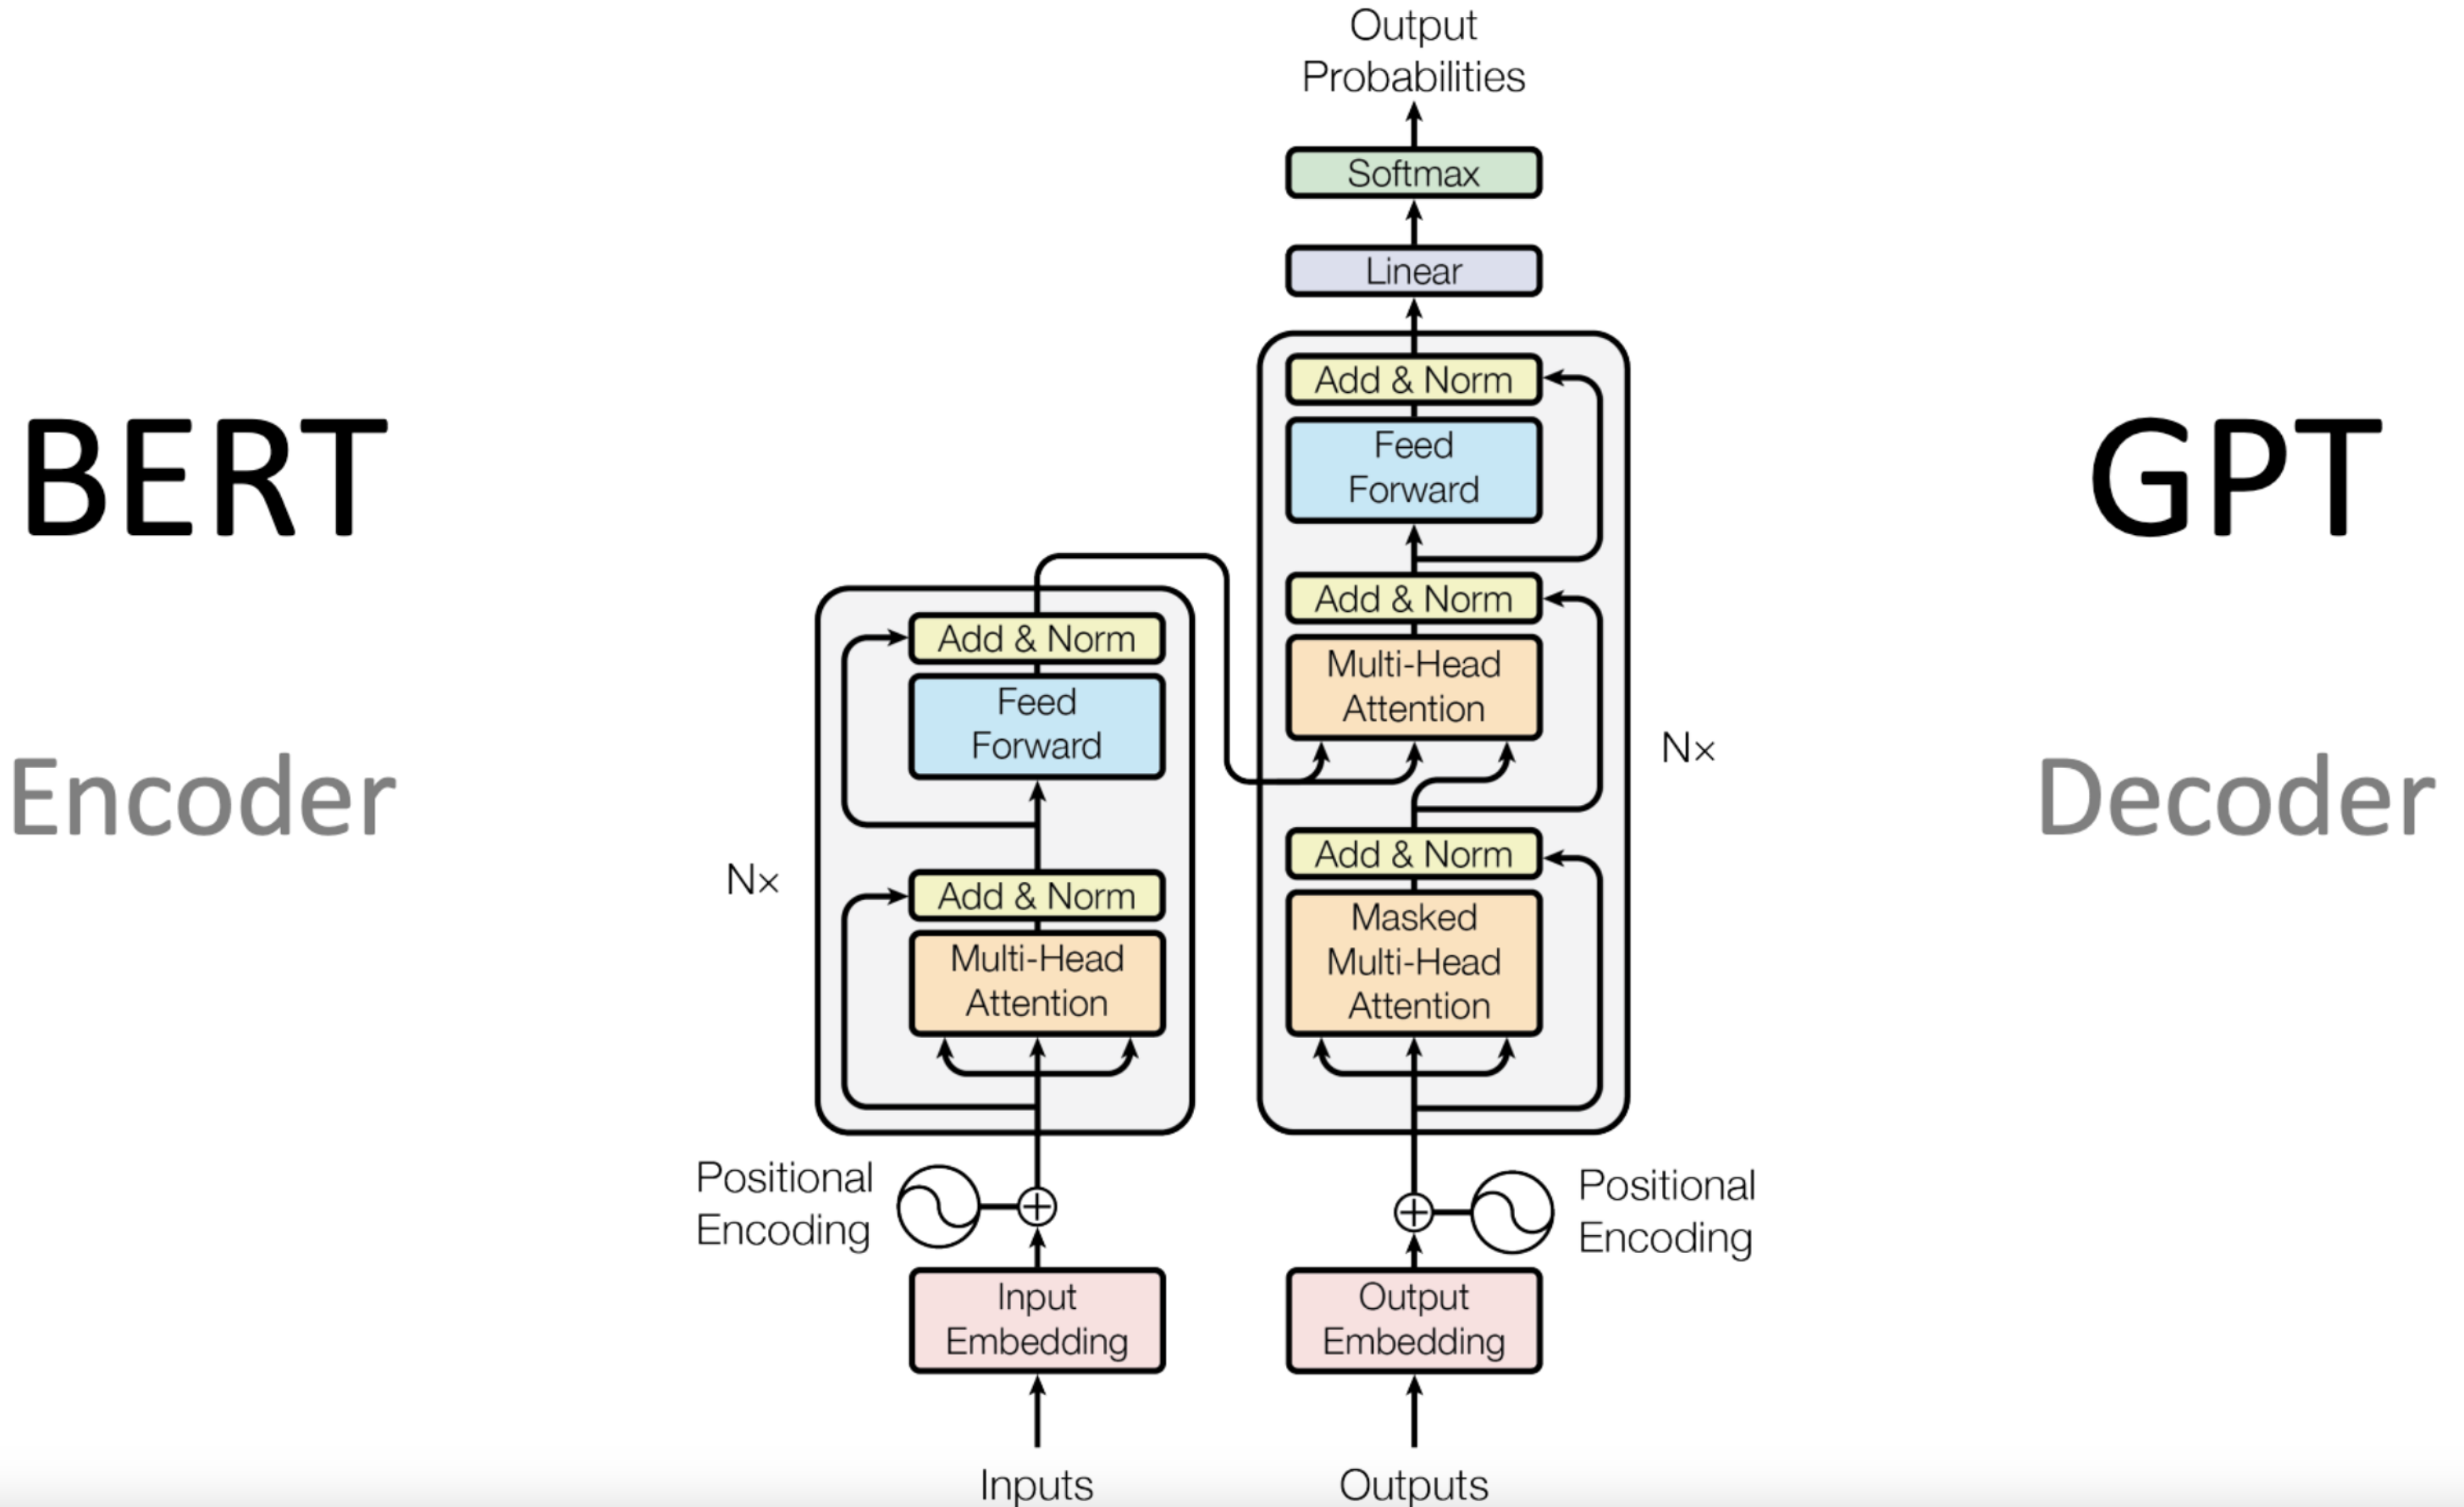 Output
Probabilities
Softmax
Linear
BERT
Encoder
GPT
Decoder
Add & Norm
Feed
Forward
Add & Norm
Multi-Head
Attention
Nx
Add & Norm
Masked
Multi-Head
Attention
Add & Norm
Feed
Forward
Nx
Add & Norm
Multi-Head
Attention
Positional
Encoding
Positional
Encoding
Input
Embedding
Output
Embedding
Inputs
Outputs